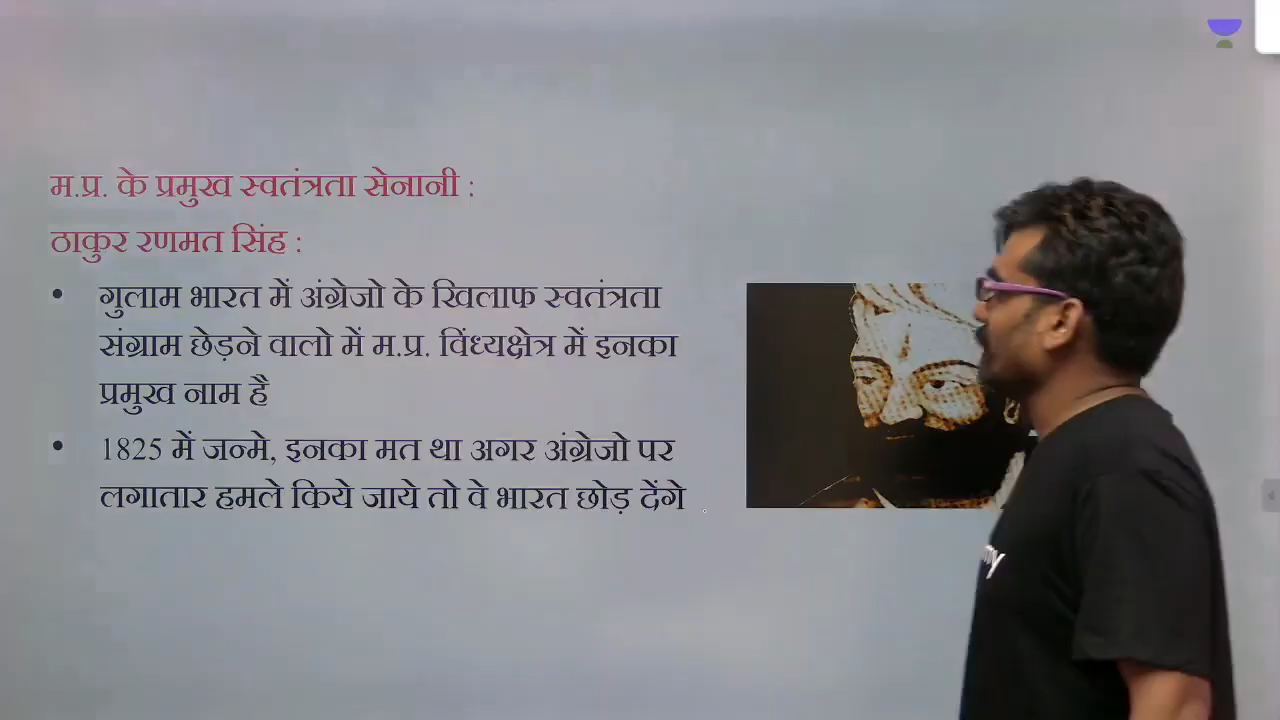 म.प्र. के प्रमुख स्वतंत्रता सेनानी :
ठाकुर रणमत सिंह :
• गुलाम भारत में अंग्रेजो के खिलाफ स्वतंत्रता
संग्राम छेड़ने वालो में म.प्र. विंध्यक्षेत्र में इनका
प्रमुख नाम है
• 1825 में जन्मे, इनका मत था अगर अंग्रेजो पर
लगातार हमले किये जाये तो वे भारत छोड़ देंगे